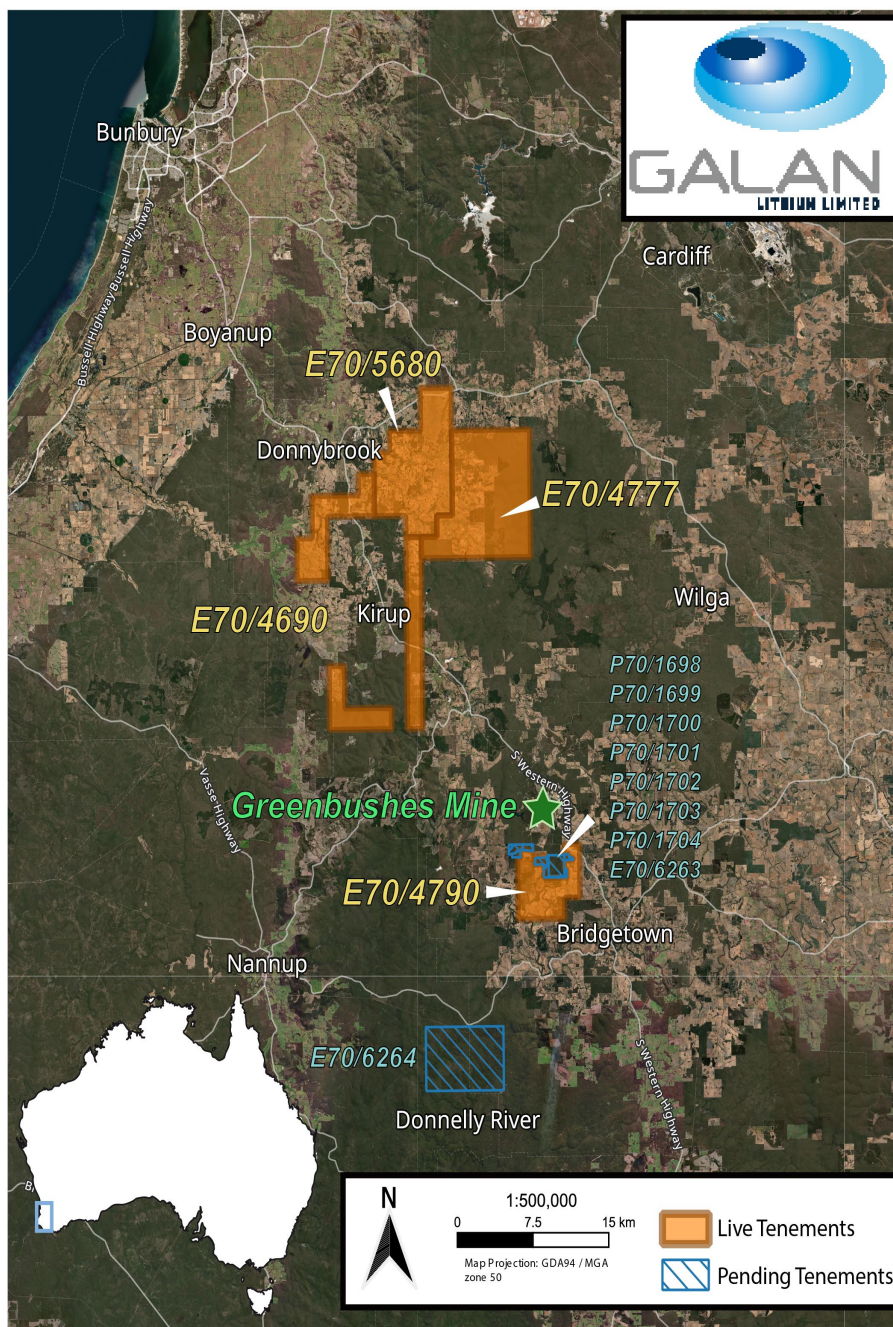 GALAN
LITHIUM LIMITED
Bunbury
Cardiff
Bussell Highway
Bussell Highway
Boyanup
E70/5680
Donnybrook
E70/4777
Wilga
E70/4690
Kirup
P70/1698
P70/1699
P70/1700
P70/1701
P70/1702
P70/1703
P70/1704
E70/6263
S Western Highway
Vasse Highway
Greenbushes Mine
E70/4790
Bridgetown
Nannup
E70/6264
S Western Highway
Donnelly River
B
N
1:500,000
0 7.5 15 km
Map Projection: GDA94 / MGA
zone 50
Live Tenements
Pending Tenements